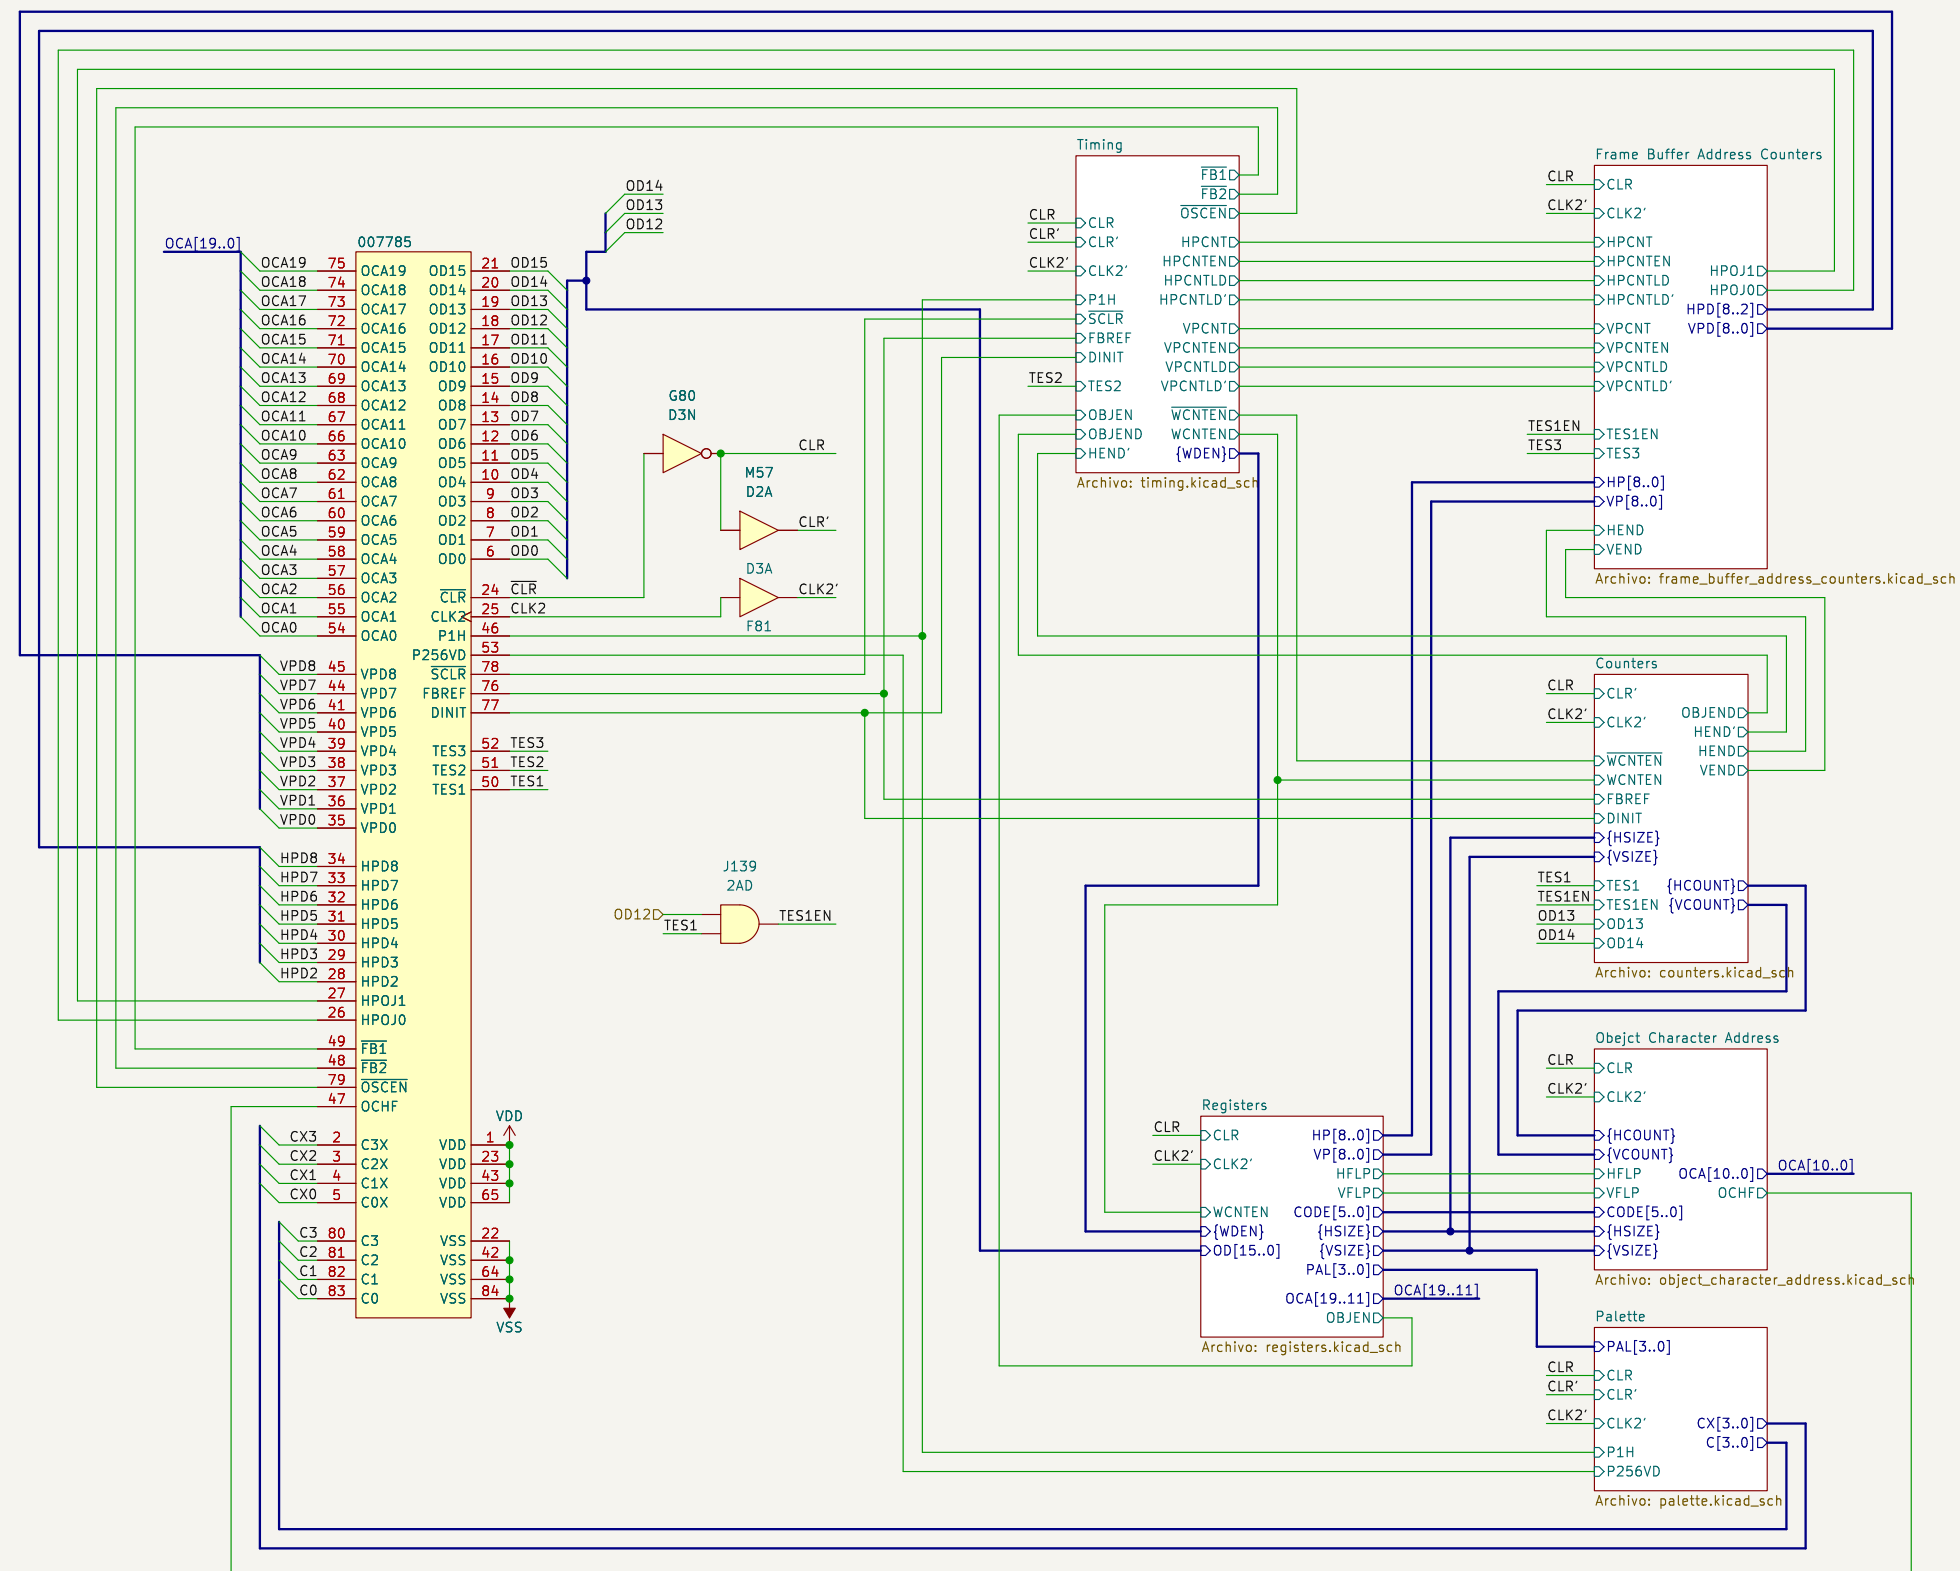 OCA[19..0]
007785
OCA19 75 OCA19
OCA18 74 OCA18
OCA17 73 OCA17
OCA16 72 OCA16
OCA15 71 OCA15
OCA14 70 OCA14
OCA13 69 OCA13
OCA12 68 OCA12
OCA11 67 OCA11
OCA10 66 OCA10
OCA9 63 OCA9
OCA8 62 OCA8
OCA7 61 OCA7
OCA6 60 OCA6
OCA5 59 OCA5
OCA4 58 OCA4
OCA3 57 OCA3
OCA2 56 OCA2
OCA1 55 OCA1
OCA0 54 OCA0
VPD8 45 VPD8
VPD7 44 VPD7
VPD6 41 VPD6
VPD5 40 VPD5
VPD4 39 VPD4
VPD3 38 VPD3
VPD2 37 VPD2
VPD1 36 VPD1
VPD0 35 VPD0
HPD8 34 HPD8
HPD7 33 HPD7
HPD6 32 HPD6
HPD5 31 HPD5
HPD4 30 HPD4
HPD3 29 HPD3
HPD2 28 HPD2
27 HPOJ1
26 HPOJ0
49 FB1
48 FB2
79 OSCEN
47 OCHF
CX3 2 C3X
CX2 3 C2X
CX1 4 C1X
CX0 5 C0X
C3 80 C3
C2 81 C2
C1 82 C1
C0 83 C0
OD15 21 OD15
OD14 20 OD14
OD13 19 OD13
OD12 18 OD12
OD11 17 OD11
OD10 16 OD10
OD9 15 OD9
OD8 14 OD8
OD7 13 OD7
OD6 12 OD6
OD5 11 OD5
OD4 10 OD4
OD3 9 OD3
OD2 8 OD2
OD1 7 OD1
OD0 6 OD0
CLR 24 CLR
CLK2 25 CLK2
P1H 46
P256VD 53
SCLR 78
FBREF 76
DINIT 77
TES3 52 TES3
TES2 51 TES2
TES1 50 TES1
VDD
VDD 1
VDD 23
VDD 43
VDD 65
VSS 22
VSS 42
VSS 64
VSS 84
VSS
OD14
OD13
OD12
G80
D3N
CLR
M57
D2A
CLR'
D3A
CLK2'
F81
J139
2AD
OD12
TES1
TES1EN
Timing
CLR CLR
CLR' CLR'
CLK2' CLK2'
P1H
SCLR
FBREF
DINIT
TES2 TES2
OBJEN
OBJEND
HEND'
FB1
FB2
OSCEN
HPCNT
HPCNTEN
HPCNTLD
HPCNTLD'
VPCNT
VPCNTEN
VPCNTLD
VPCNTLD'
WCNTEN
WCNTEN
{WDEN}
Archivo: timing.kicad_sch
Frame Buffer Address Counters
CLR CLR
CLK2' CLK2'
HPCNT
HPCNTEN
HPCNTLD
HPCNTLD'
VPCNT
VPCNTEN
VPCNTLD
VPCNTLD'
TES1EN TES1EN
TES3 TES3
HP[8..0]
VP[8..0]
HEND
VEND
HPOJ1
HPOJ0
HPD[8..2]
VPD[8..0]
Archivo: frame_buffer_address_counters.kicad_sch
Counters
CLR CLR'
CLK2' CLK2'
WCNTEN
WCNTEN
FBREF
DINIT
{HSIZE}
{VSIZE}
TES1 TES1
TES1EN TES1EN
OD13 OD13
OD14 OD14
OBJEND
HEND'
HEND
VEND
{HCOUNT}
{VCOUNT}
Archivo: counters.kicad_sch
Obejct Character Address
CLR CLR
CLK2' CLK2'
{HCOUNT}
{VCOUNT}
HFLP
VFLP
CODE[5..0]
{HSIZE}
{VSIZE}
OCA[10..0] OCA[10..0]
OCHF
Archivo: object_character_address.kicad_sch
Registers
CLR CLR
CLK2' CLK2'
WCNTEN
{WDEN}
OD[15..0]
HP[8..0]
VP[8..0]
HFLP
VFLP
CODE[5..0]
{HSIZE}
{VSIZE}
PAL[3..0]
OCA[19..11] OCA[19..11]
OBJEN
Archivo: registers.kicad_sch
Palette
PAL[3..0]
CLR CLR
CLR' CLR'
CLK2' CLK2'
P1H
P256VD
CX[3..0]
C[3..0]
Archivo: palette.kicad_sch